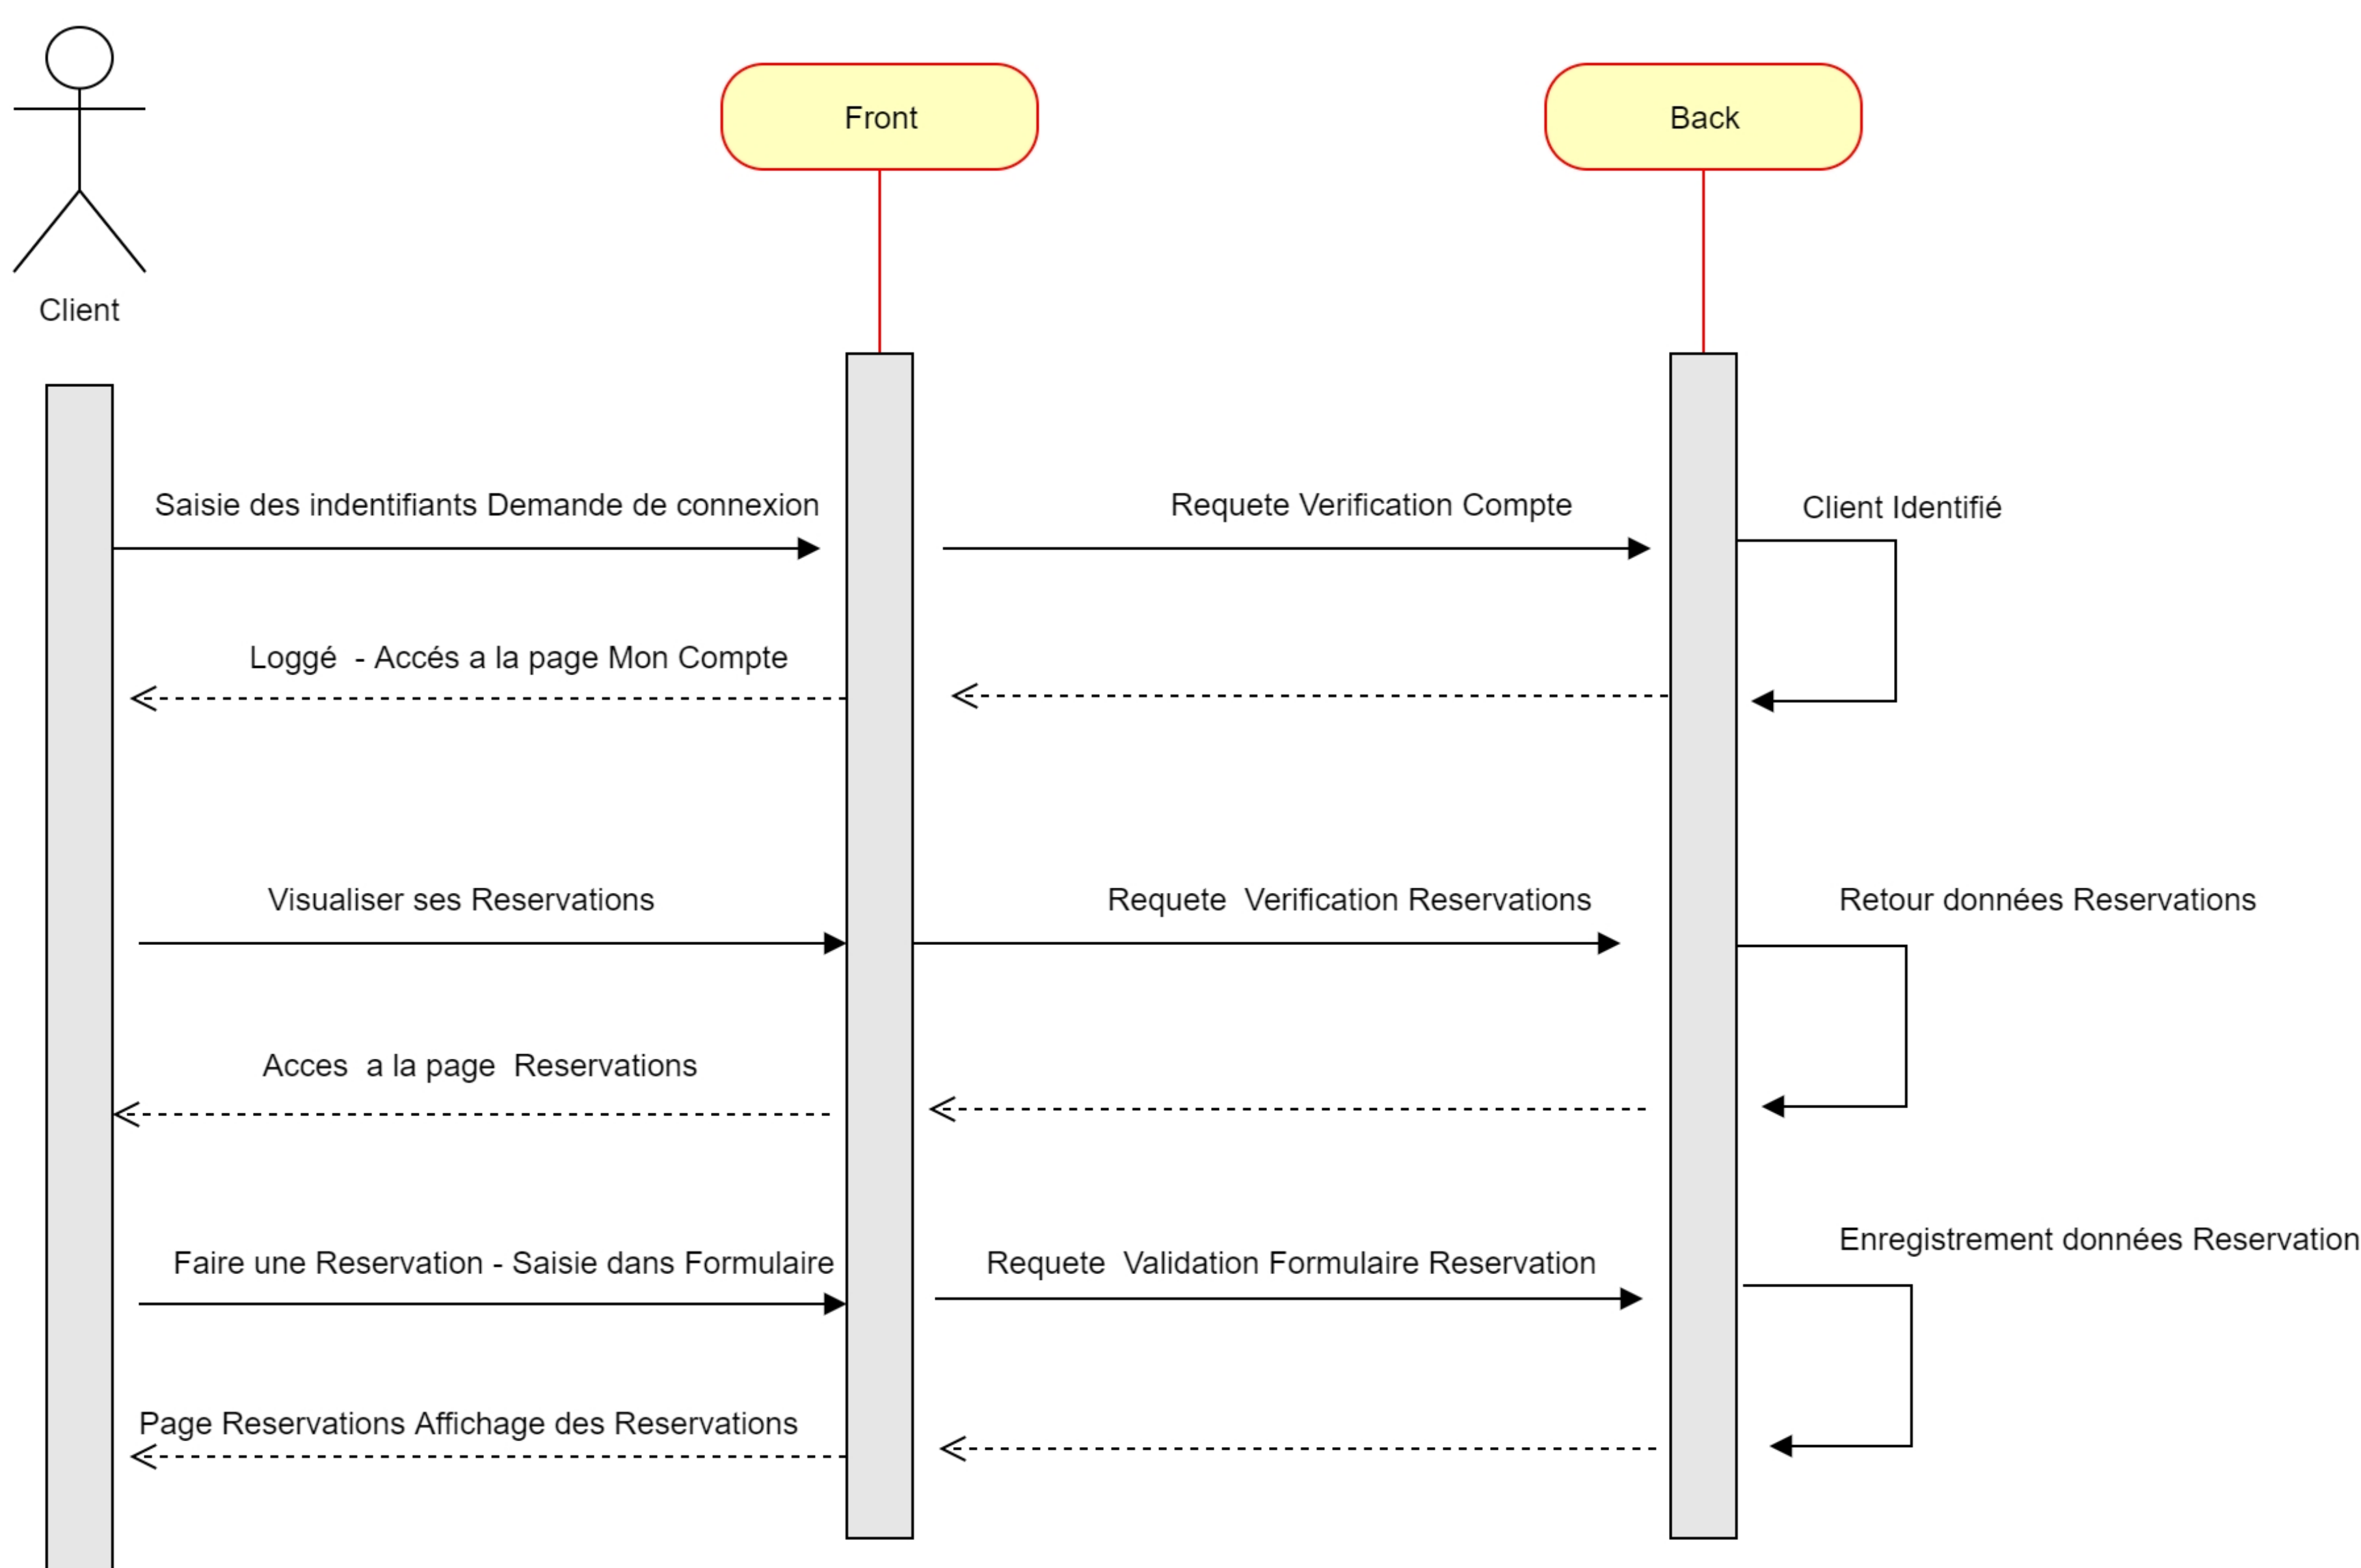 Front
Back
Client
Saisie des indentifiants Demande de connexion
Requete Verification Compte
Client Identifié
Loggé  - Accés a la page Mon Compte
Visualiser ses Reservations
Requete  Verification Reservations
Retour données Reservations
Acces  a la page  Reservations
Enregistrement données Reservation
Faire une Reservation - Saisie dans Formulaire
Requete  Validation Formulaire Reservation
Page Reservations Affichage des Reservations